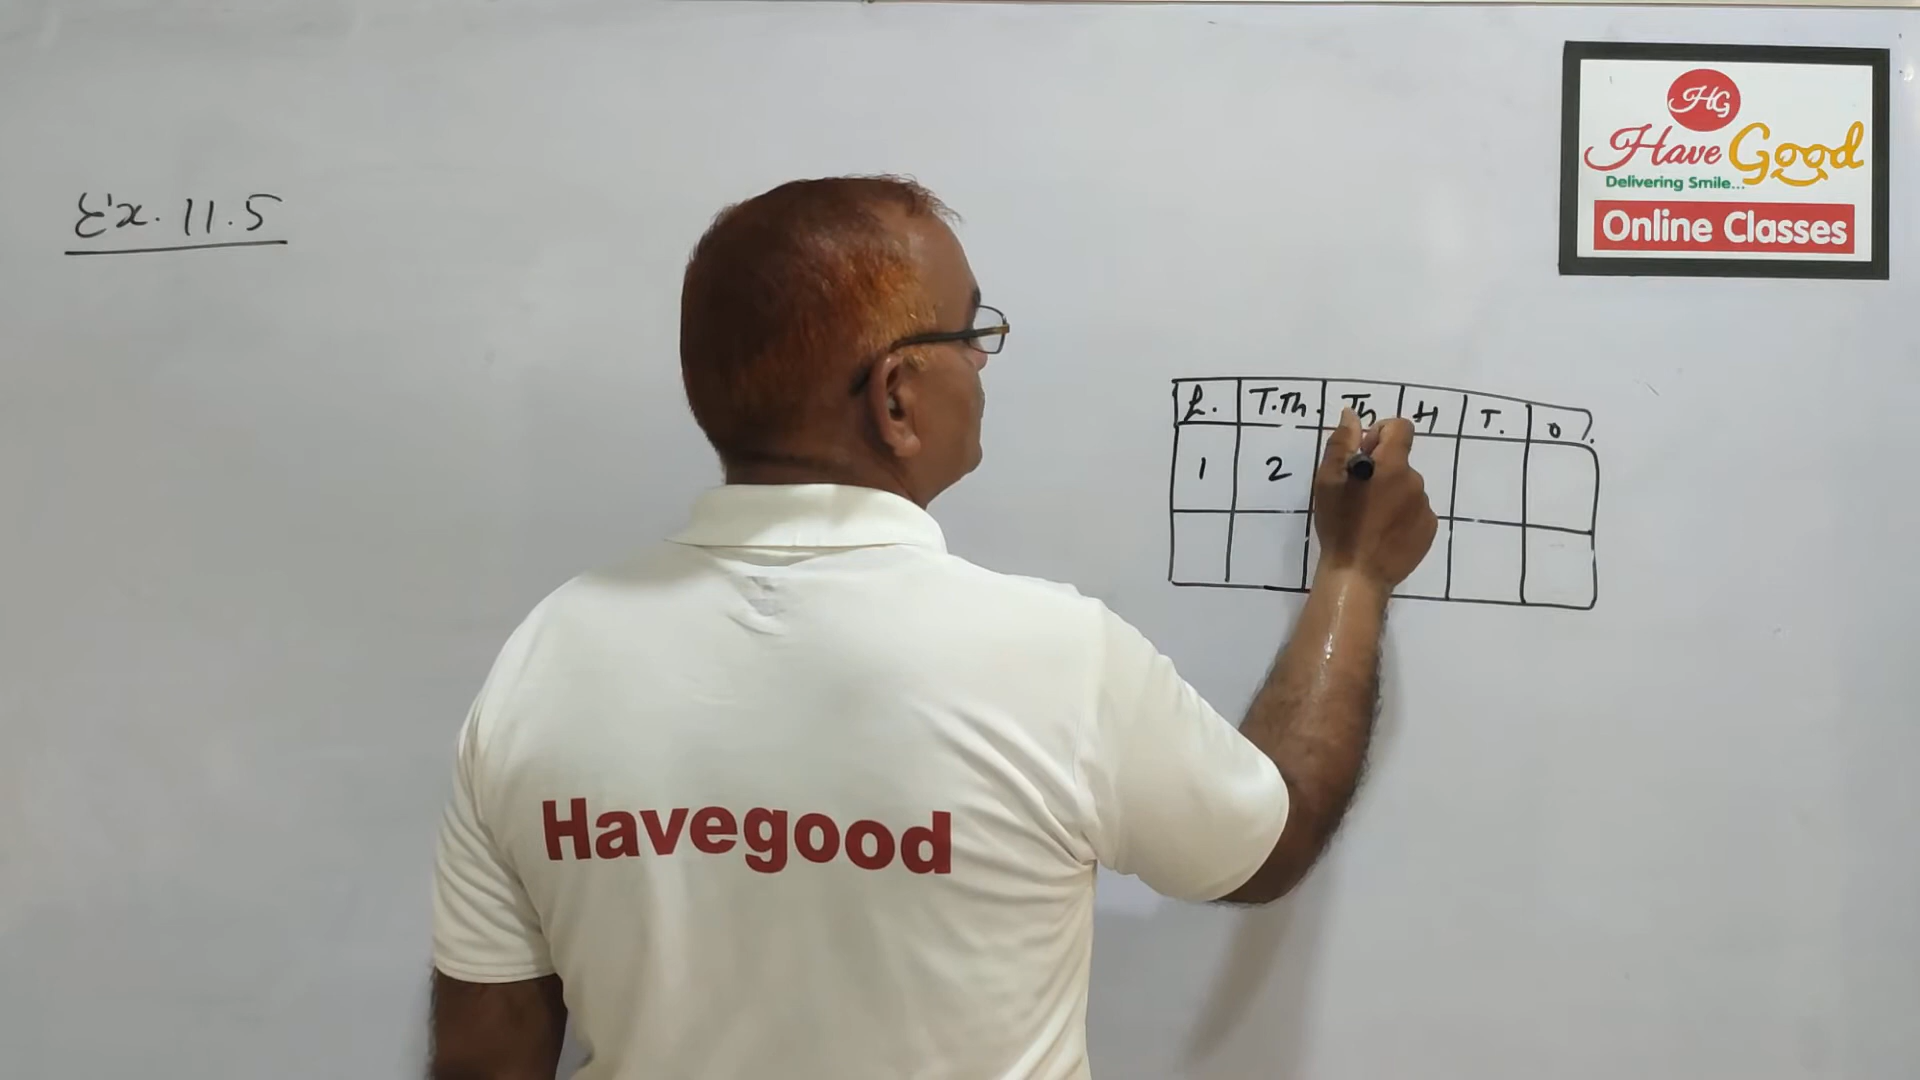 Ex. 11.5
HG
Have Good
Delivering Smile...
Online Classes
L. T.Th. Th H T. O
1 2
Havegood